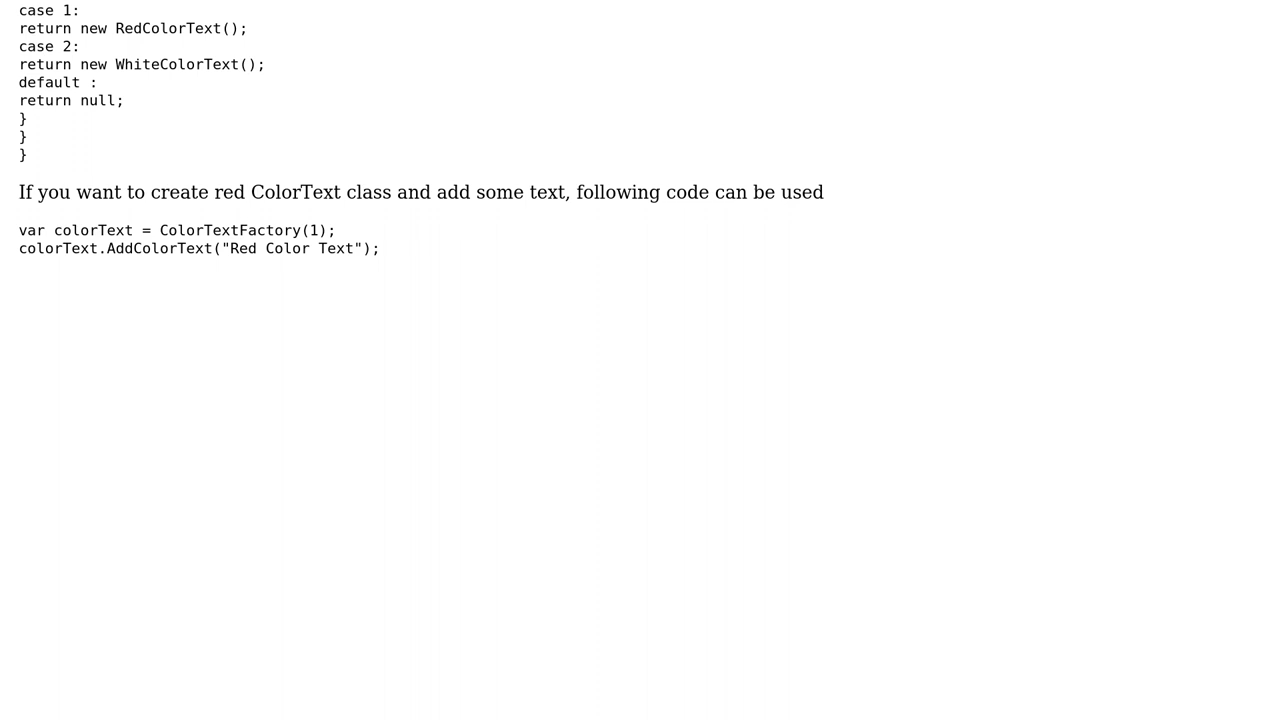 case 1:
return new RedColorText();
case 2:
return new WhiteColorText();
default :
return null;
}
}
}
If you want to create red ColorText class and add some text, following code can be used
var colorText = ColorTextFactory(1);
colorText.AddColorText("Red Color Text");